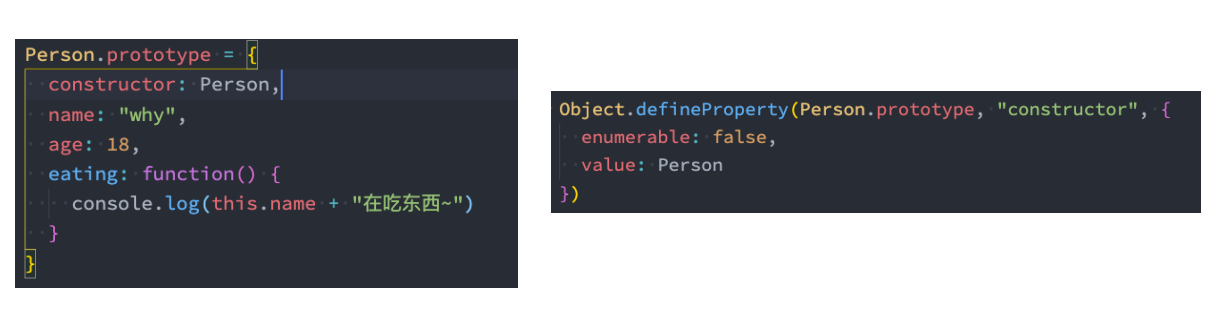 Person.prototype = {
  constructor: Person,
  name: "why",
  age: 18,
  eating: function() {
    console.log(this.name + "在吃东西~")
  }
}
Object.defineProperty(Person.prototype, "constructor", {
  enumerable: false,
  value: Person
})